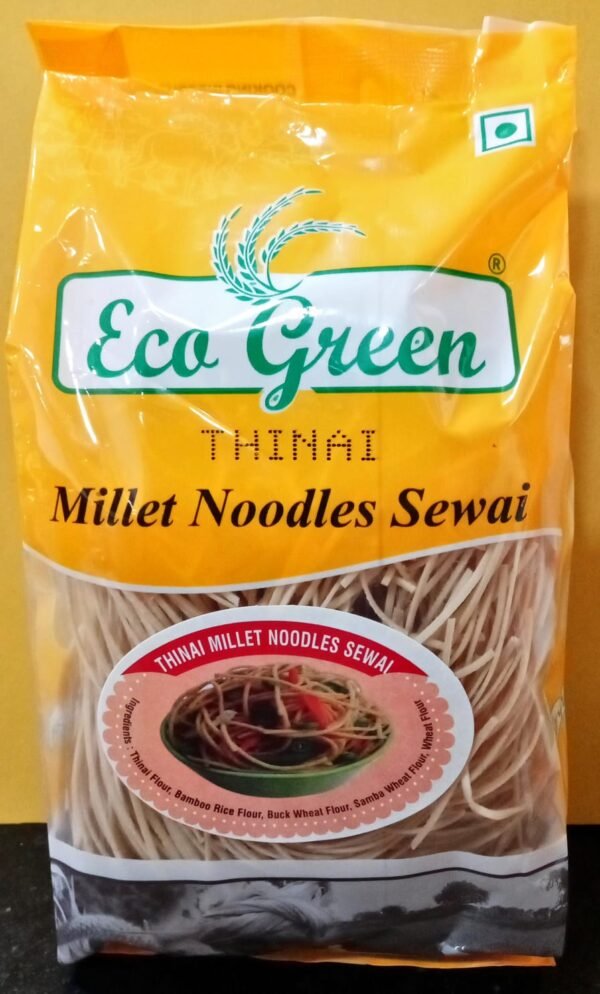 Eco Green
®
THINAI
Millet Noodles Sewai
THINAI MILLET NOODLES SEWAI
Ingredients : Thinai Flour, Bamboo Rice Flour, Buck Wheat Flour, Samba Wheat Flour, Wheat Flour